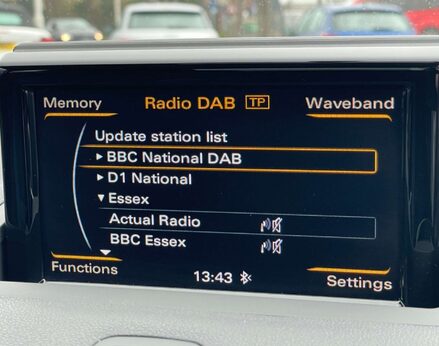 Memory Radio DAB TP Waveband
Update station list
BBC National DAB
D1 National
Essex
Actual Radio
BBC Essex
Functions 13:43 Settings